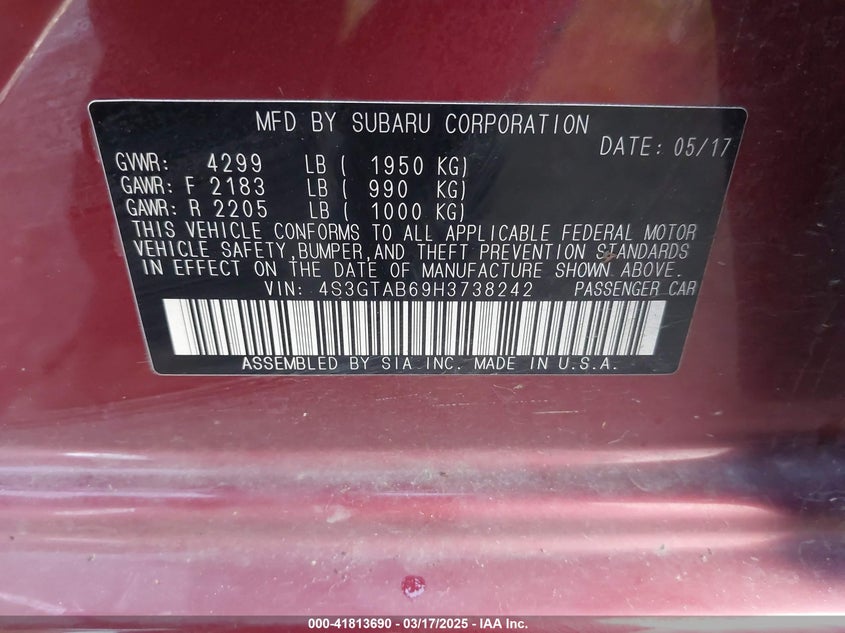 MFD BY SUBARU CORPORATION
DATE: 05/17
GVWR: 4299 LB ( 1950 KG)
GAWR: F 2183 LB ( 990 KG)
GAWR: R 2205 LB ( 1000 KG)
THIS VEHICLE CONFORMS TO ALL APPLICABLE FEDERAL MOTOR
VEHICLE SAFETY,BUMPER,AND THEFT PREVENTION STANDARDS
IN EFFECT ON THE DATE OF MANUFACTURE SHOWN ABOVE.
VIN: 4S3GTAB69H3738242 PASSENGER CAR
ASSEMBLED BY SIA INC. MADE IN U.S.A.
000-41813690 - 03/17/2025 - IAA Inc.